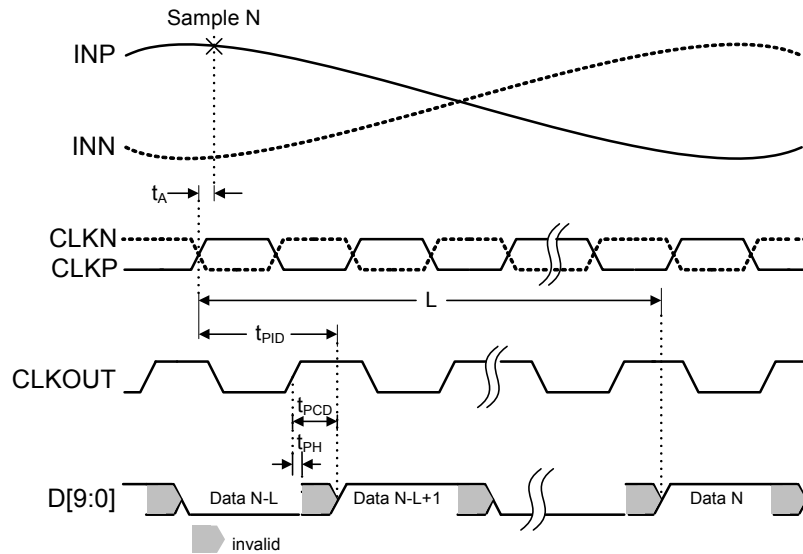 Sample N
INP
INN
tA
CLKN
CLKP
L
tPID
CLKOUT
tPCD
tPH
D[9:0]
Data N-L
Data N-L+1
Data N
invalid